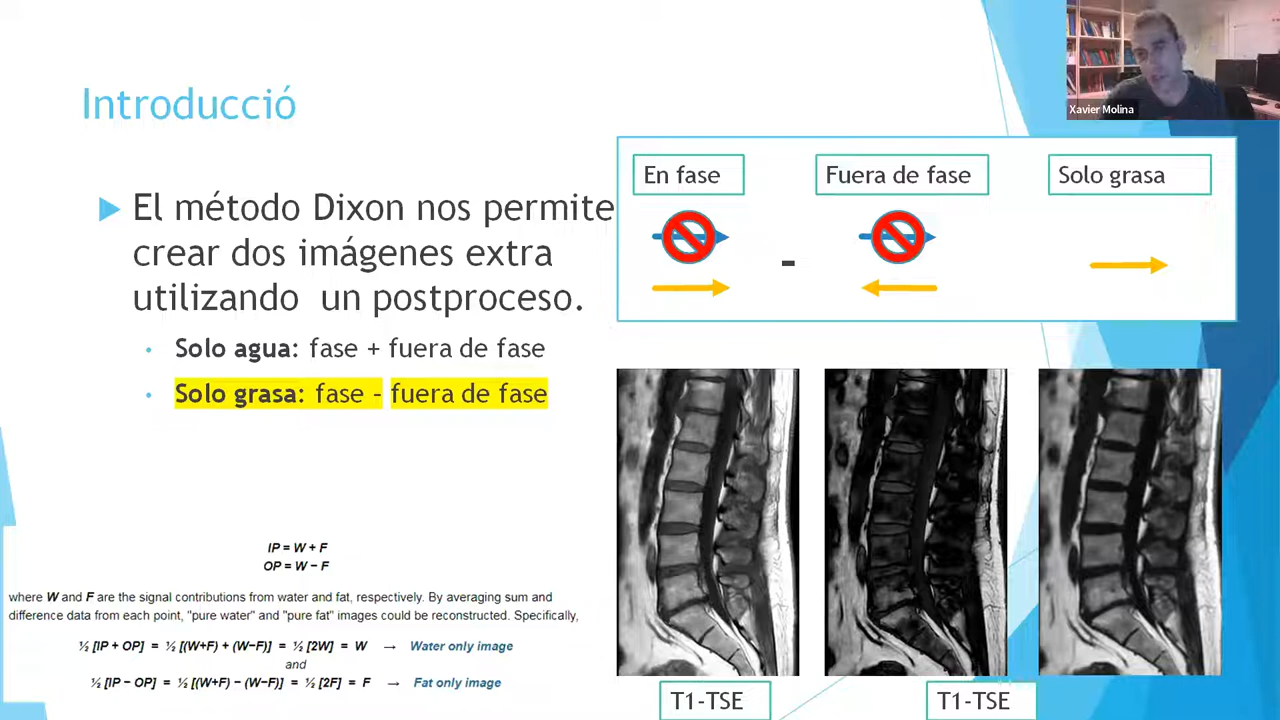 Xavier Molina
Introducció
El método Dixon nos permite
crear dos imágenes extra
utilizando un postproceso.
• Solo agua: fase + fuera de fase
• Solo grasa: fase - fuera de fase
IP = W + F
OP = W − F
where W and F are the signal contributions from water and fat, respectively. By averaging sum and
difference data from each point, "pure water" and "pure fat" images could be reconstructed. Specifically,
½ [IP + OP] = ½ [(W+F) + (W−F)] = ½ [2W] = W → Water only image
and
½ [IP − OP] = ½ [(W+F) − (W−F)] = ½ [2F] = F → Fat only image
En fase
Fuera de fase
Solo grasa
-
T1-TSE
T1-TSE